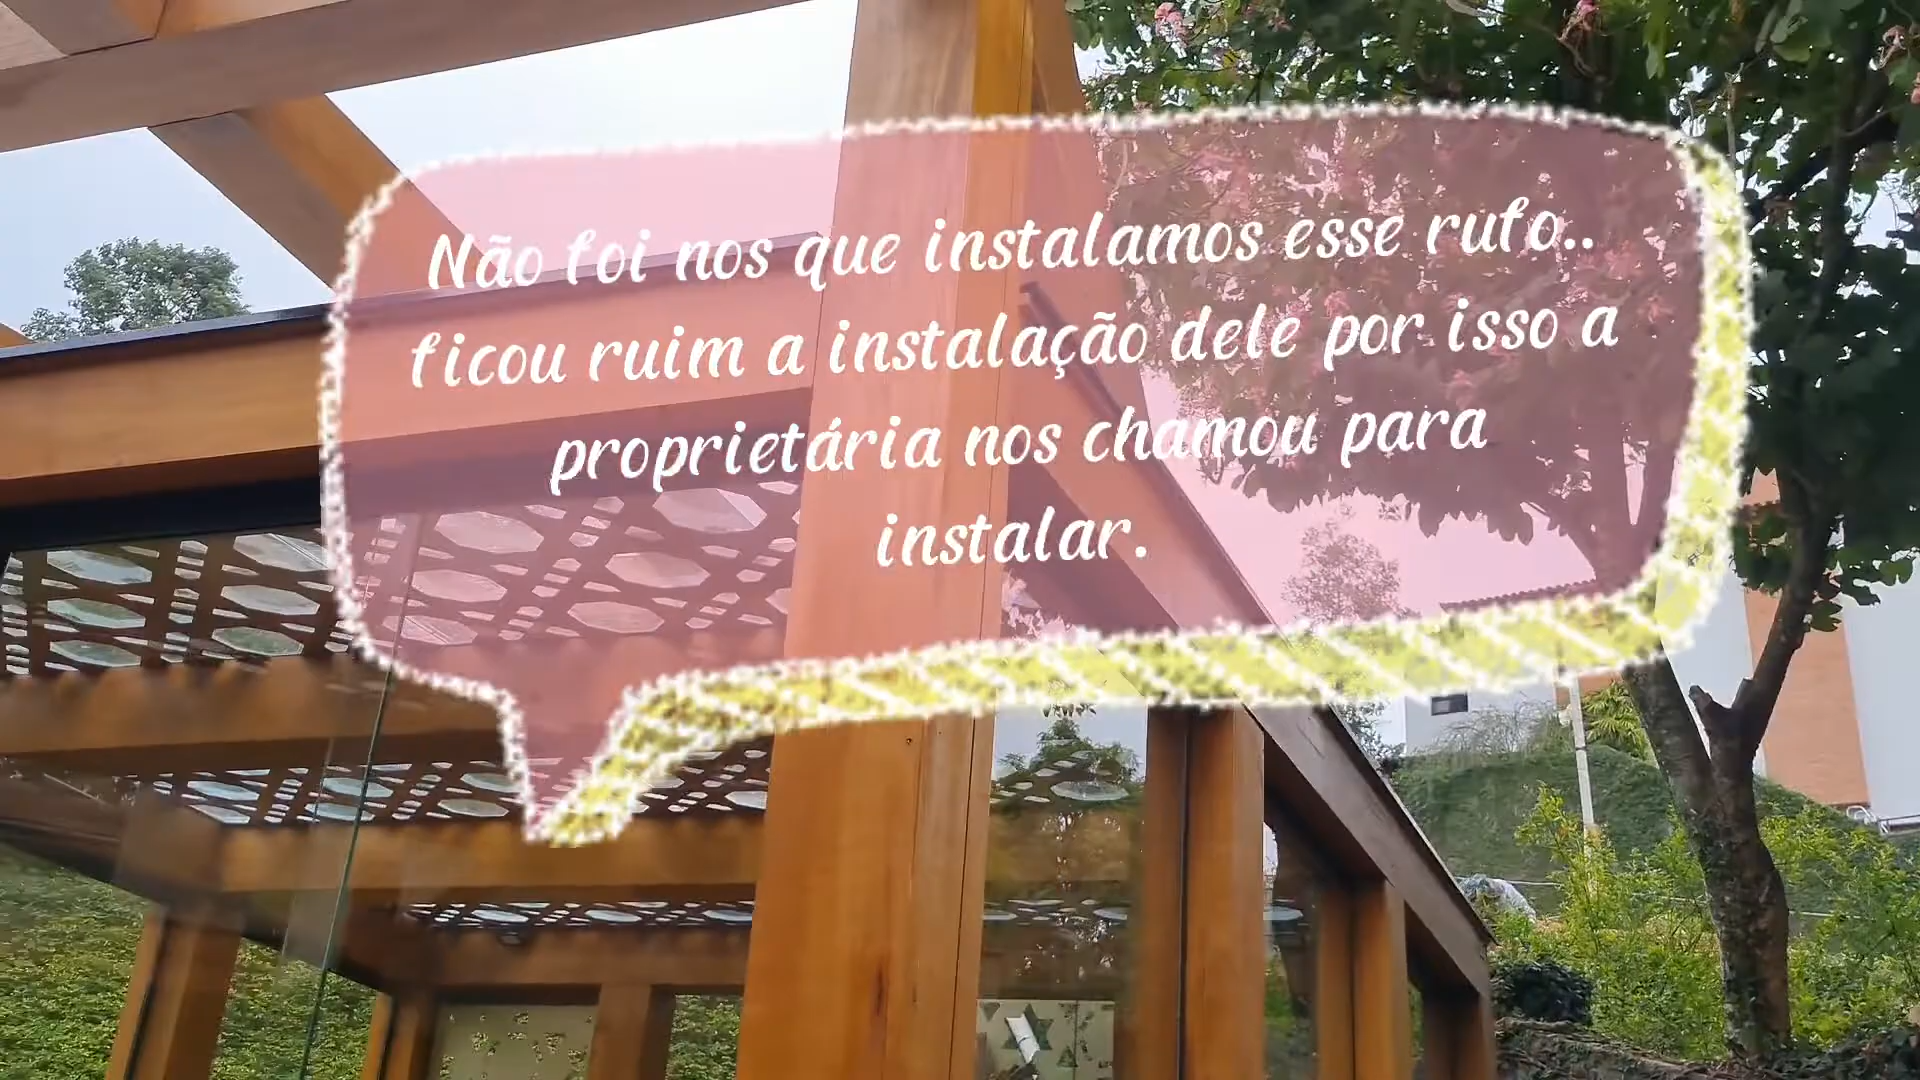 Não foi nos que instalamos esse rufo..
ficou ruim a instalação dele por isso a
proprietária nos chamou para
instalar.